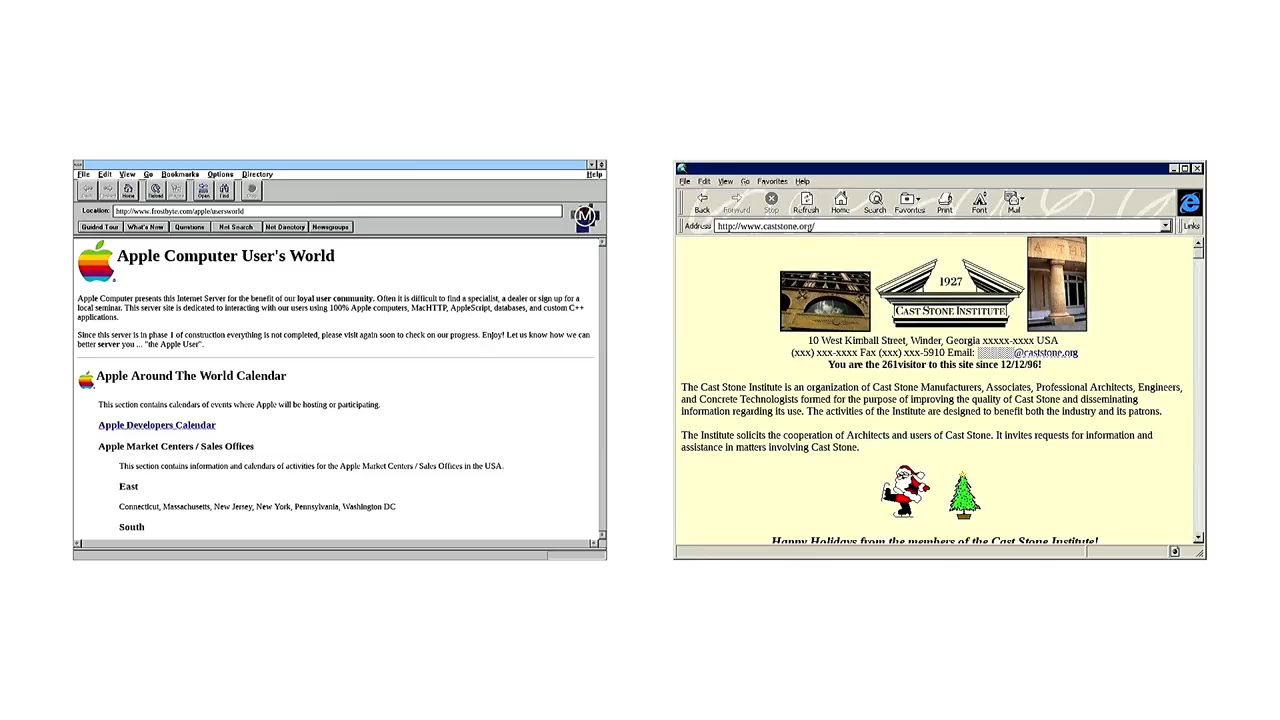 File Edit View Go Bookmarks Options Directory Help
Home Reload Open Find
Location: http://www.frostbyte.com/apple/usersworld
Guided Tour What's New Questions Net Search Net Directory Newsgroups
M
Apple Computer User's World
Apple Computer presents this Internet Server for the benefit of our loyal user community. Often it is difficult to find a specialist, a dealer or sign up for a
local seminar. This server site is dedicated to interacting with our users using 100% Apple computers, MacHTTP, AppleScript, databases, and custom C++
applications.
Since this server is in phase 1 of construction everything is not completed, please visit again soon to check on our progress. Enjoy! Let us know how we can
better server you ... "the Apple User".
Apple Around The World Calendar
This section contains calendars of events where Apple will be hosting or participating.
Apple Developers Calendar
Apple Market Centers / Sales Offices
This section contains information and calendars of activities for the Apple Market Centers / Sales Offices in the USA.
East
Connecticut, Massachusetts, New Jersey, New York, Pennsylvania, Washington DC
South
File Edit View Go Favorites Help
Back Forward Stop Refresh Home Search Favorites Print Font Mail
Address http://www.caststone.org/ Links
1927
CAST STONE INSTITUTE
10 West Kimball Street, Winder, Georgia xxxxx-xxxx USA
(xxx) xxx-xxxx Fax (xxx) xxx-5910 Email: @caststone.org
You are the 261visitor to this site since 12/12/96!
The Cast Stone Institute is an organization of Cast Stone Manufacturers, Associates, Professional Architects, Engineers,
and Concrete Technologists formed for the purpose of improving the quality of Cast Stone and disseminating
information regarding its use. The activities of the Institute are designed to benefit both the industry and its patrons.
The Institute solicits the cooperation of Architects and users of Cast Stone. It invites requests for information and
assistance in matters involving Cast Stone.
Happy Holidays from the members of the Cast Stone Institute!